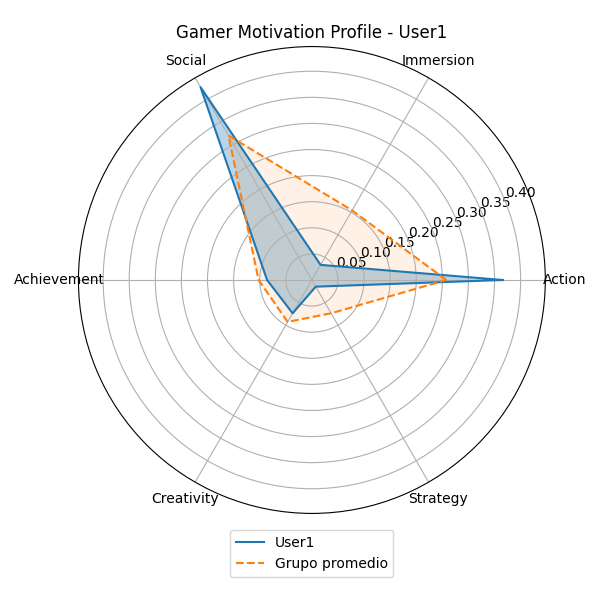 Gamer Motivation Profile - User1
Social
Immersion
0.40
0.35
0.30
0.25
0.20
0.15
0.10
0.05
Achievement
Action
Creativity
Strategy
User1
Grupo promedio